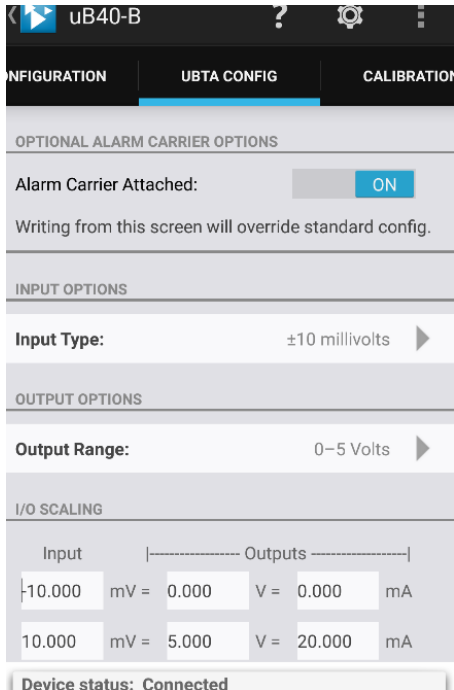 uB40-B ?
NFIGURATION UBTA CONFIG CALIBRATION
OPTIONAL ALARM CARRIER OPTIONS
Alarm Carrier Attached: ON
Writing from this screen will override standard config.
INPUT OPTIONS
Input Type: ±10 millivolts
OUTPUT OPTIONS
Output Range: 0–5 Volts
I/O SCALING
Input |------------------ Outputs -------------------|
-10.000 mV = 0.000 V = 0.000 mA
10.000 mV = 5.000 V = 20.000 mA
Device status: Connected